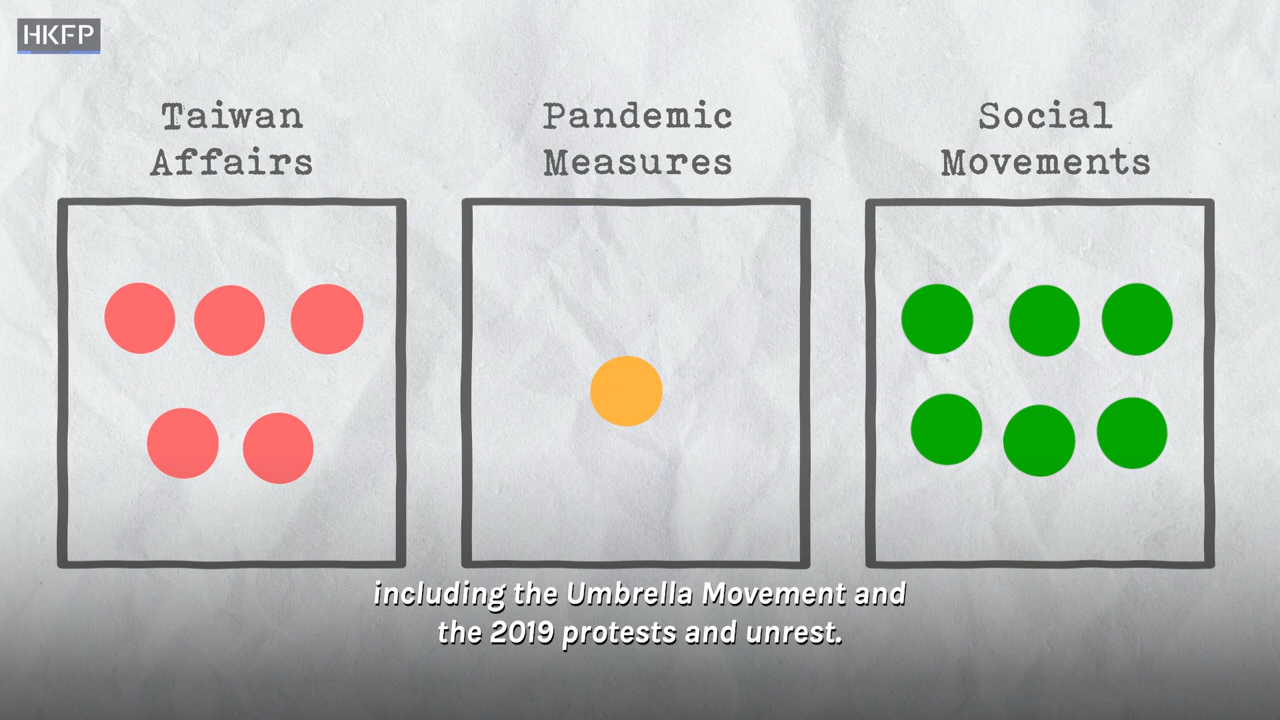 HKFP
Taiwan
Affairs
Pandemic
Measures
Social
Movements
including the Umbrella Movement and
the 2019 protests and unrest.